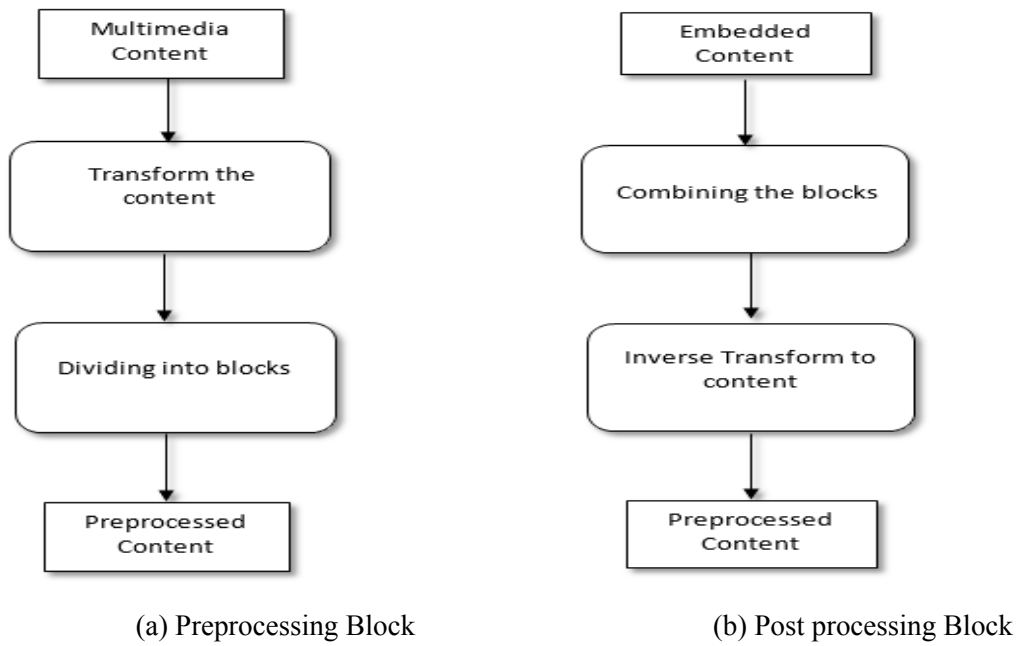 Multimedia
Content
Transform the
content
Dividing into blocks
Preprocessed
Content
(a) Preprocessing Block
Embedded
Content
Combining the blocks
Inverse Transform to
content
Preprocessed
Content
(b) Post processing Block